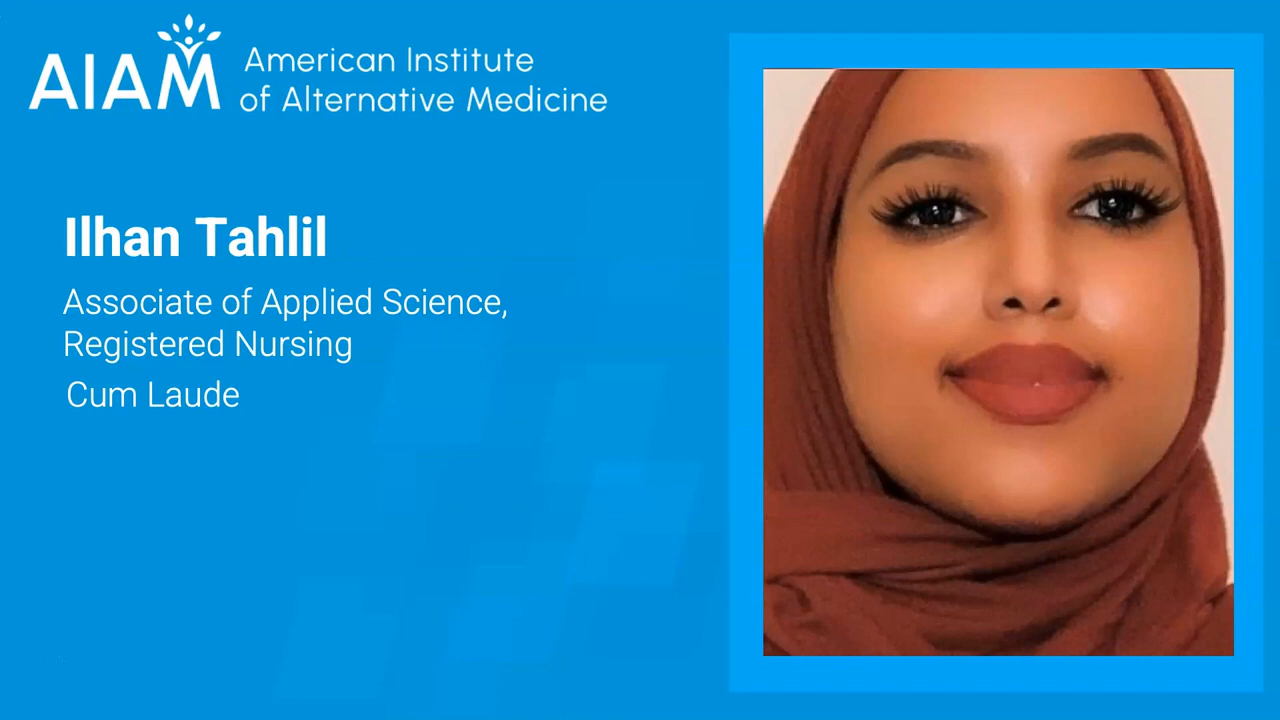 AIAM
American Institute
of Alternative Medicine
Ilhan Tahlil
Associate of Applied Science,
Registered Nursing
Cum Laude